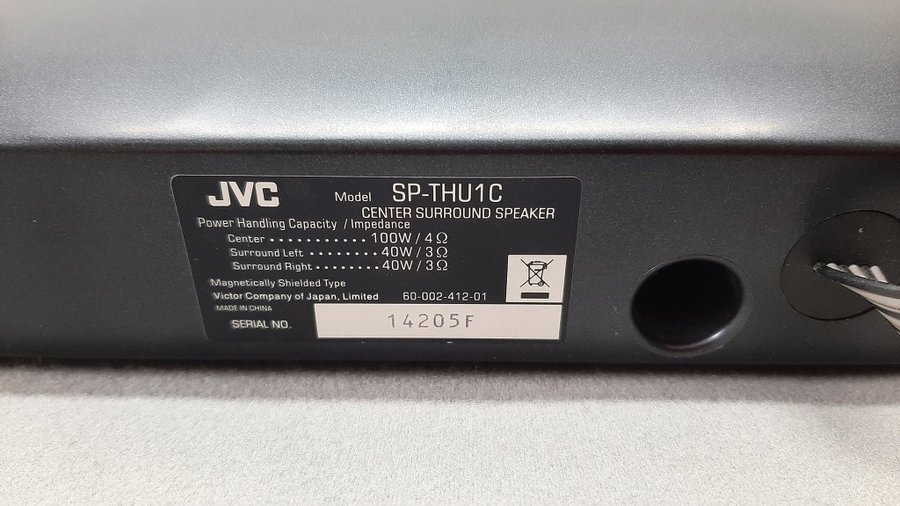 JVC Model SP-THU1C
CENTER SURROUND SPEAKER
Power Handling Capacity / Impedance
Center • • • • • • • • • • • 100W / 4Ω
Surround Left • • • • • • • • 40W / 3Ω
Surround Right • • • • • • • 40W / 3Ω
Magnetically Shielded Type
Victor Company of Japan, Limited 60-002-412-01
MADE IN CHINA
SERIAL NO. 14205F